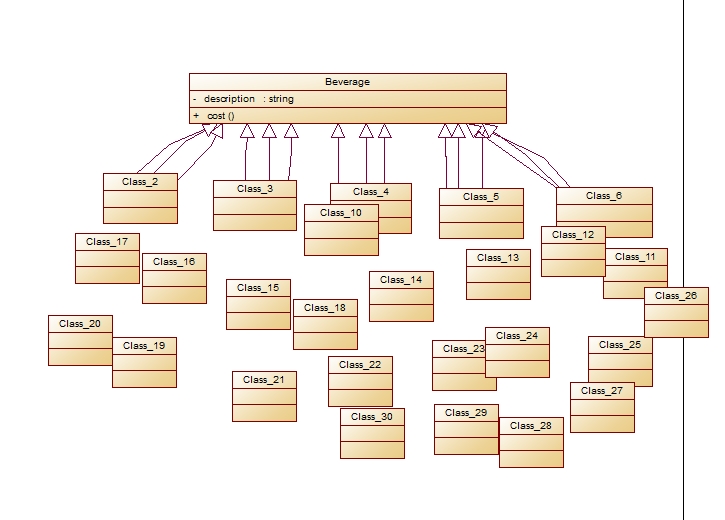 Beverage
- description : string
+ cost ()
Class_2
Class_3
Class_4
Class_5
Class_6
Class_10
Class_12
Class_17
Class_16
Class_13
Class_11
Class_15
Class_14
Class_18
Class_26
Class_20
Class_19
Class_24
Class_23
Class_25
Class_21
Class_22
Class_27
Class_30
Class_29
Class_28